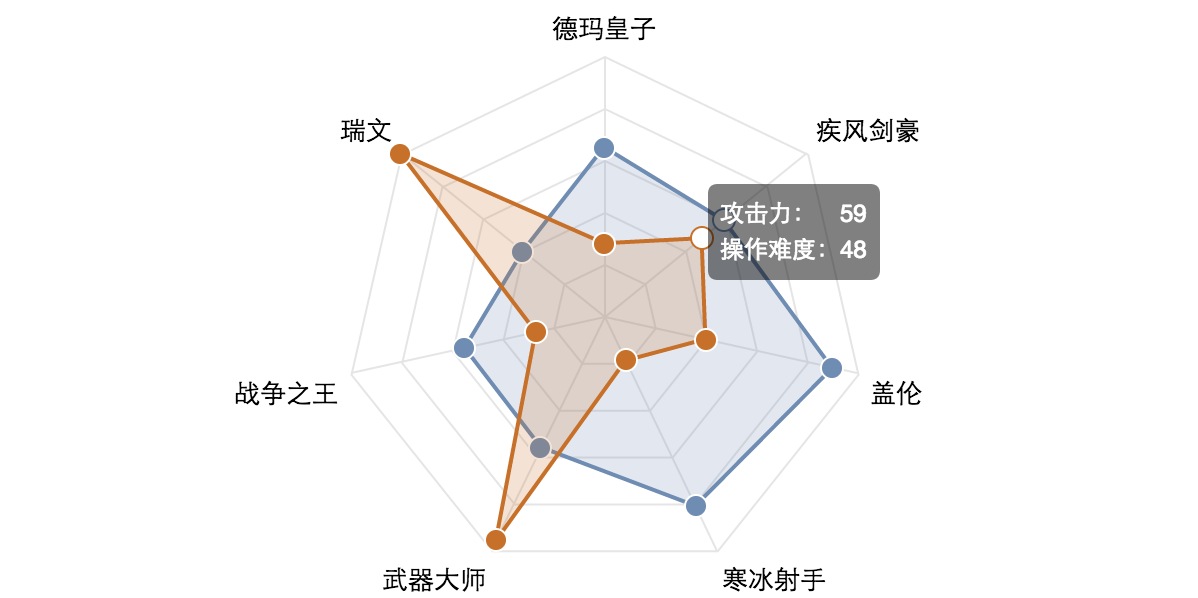 德玛皇子
瑞文
疾风剑豪
攻击力： 59
操作难度：48
战争之王
盖伦
武器大师
寒冰射手